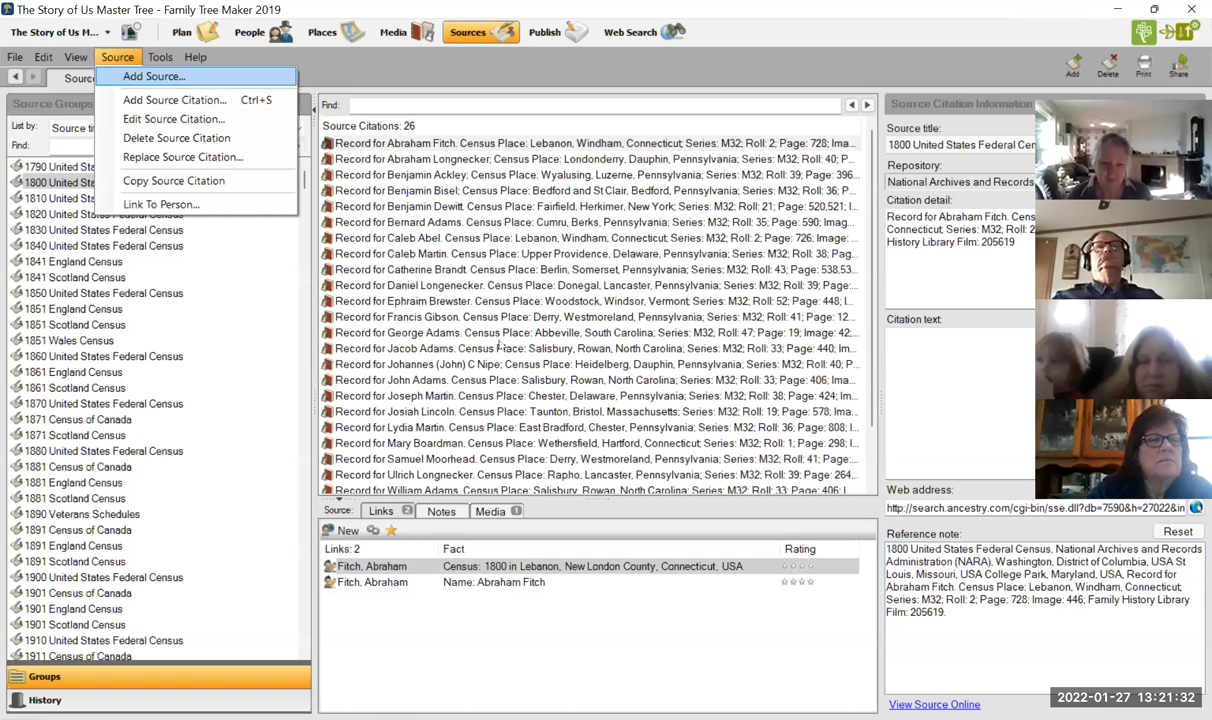 The Story of Us Master Tree - Family Tree Maker 2019
The Story of Us M...
Plan
People
Places
Media
Sources
Publish
Web Search
File Edit View Source Tools Help
Add Delete Print Share
Add Source...
Add Source Citation... Ctrl+S
Edit Source Citation...
Delete Source Citation
Replace Source Citation...
Copy Source Citation
Link To Person...
Source Groups
List by: Source ti
Find:
1790 United Sta
1800 United Sta
1810 United Sta
1820 United States Federal Census
1830 United States Federal Census
1840 United States Federal Census
1841 England Census
1841 Scotland Census
1850 United States Federal Census
1851 England Census
1851 Scotland Census
1851 Wales Census
1860 United States Federal Census
1861 England Census
1861 Scotland Census
1870 United States Federal Census
1871 Census of Canada
1871 Scotland Census
1880 United States Federal Census
1881 Census of Canada
1881 England Census
1881 Scotland Census
1890 Veterans Schedules
1891 Census of Canada
1891 England Census
1891 Scotland Census
1900 United States Federal Census
1901 Census of Canada
1901 England Census
1901 Scotland Census
1910 United States Federal Census
1911 Census of Canada
Groups
History
Find:
Source Citations: 26
Record for Abraham Fitch. Census Place: Lebanon, Windham, Connecticut; Series: M32; Roll: 2; Page: 728; Image...
Record for Abraham Longnecker, Census Place: Londonderry, Dauphin, Pennsylvania; Series: M32; Roll: 40; P...
Record for Benjamin Ackley; Census Place: Wyalusing, Luzerne, Pennsylvania; Series: M32; Roll: 39; Page: 396...
Record for Benjamin Bisel; Census Place: Bedford and St Clair, Bedford, Pennsylvania; Series: M32; Roll: 36; P...
Record for Benjamin Dewitt. Census Place: Fairfield, Herkimer, New York; Series: M32; Roll: 21; Page: 520,521; Im...
Record for Bernard Adams. Census Place: Cumru, Berks, Pennsylvania; Series: M32; Roll: 35; Page: 590; Imag...
Record for Caleb Abel. Census Place: Lebanon, Windham, Connecticut; Series: M32; Roll: 2; Page: 726; Image: ...
Record for Caleb Martin. Census Place: Upper Providence, Delaware, Pennsylvania; Series: M32; Roll: 38; Pag...
Record for Catherine Brandt. Census Place: Berlin, Somerset, Pennsylvania; Series: M32; Roll: 43; Page: 538,53...
Record for Daniel Longenecker. Census Place: Donegal, Lancaster, Pennsylvania; Series: M32; Roll: 39; Page:...
Record for Ephraim Brewster. Census Place: Woodstock, Windsor, Vermont; Series: M32; Roll: 52; Page: 448; I...
Record for Francis Gibson. Census Place: Derry, Westmoreland, Pennsylvania; Series: M32; Roll: 41; Page: 12...
Record for George Adams. Census Place: Abbeville, South Carolina; Series: M32; Roll: 47; Page: 19; Image: 42;...
Record for Jacob Adams. Census Place: Salisbury, Rowan, North Carolina; Series: M32; Roll: 33; Page: 440; Im...
Record for Johannes (John) C Nipe; Census Place: Heidelberg, Dauphin, Pennsylvania; Series: M32; Roll: 40; P...
Record for John Adams. Census Place: Salisbury, Rowan, North Carolina; Series: M32; Roll: 33; Page: 406; Ima...
Record for Joseph Martin. Census Place: Chester, Delaware, Pennsylvania; Series: M32; Roll: 38; Page: 424; Im...
Record for Josiah Lincoln. Census Place: Taunton, Bristol, Massachusetts; Series: M32; Roll: 19; Page: 578; Im...
Record for Lydia Martin. Census Place: East Bradford, Chester, Pennsylvania; Series: M32; Roll: 36; Page: 808; I...
Record for Mary Boardman. Census Place: Wethersfield, Hartford, Connecticut; Series: M32; Roll: 1; Page: 298; I...
Record for Samuel Moorhead. Census Place: Derry, Westmoreland, Pennsylvania; Series: M32; Roll: 41; Page:...
Record for Ulrich Longnecker. Census Place: Rapho, Lancaster, Pennsylvania; Series: M32; Roll: 39; Page: 264...
Record for William Adams. Census Place: Salisbury, Rowan, North Carolina; Series: M32; Roll: 33; Page: 406; I...
Source: Links 2 Notes Media 1
New
Links: 2 Fact Rating
Fitch, Abraham Census: 1800 in Lebanon, New London County, Connecticut, USA
Fitch, Abraham Name: Abraham Fitch
Source Citation Information
Source title:
1800 United States Federal Cen
Repository:
National Archives and Records
Citation detail:
Record for Abraham Fitch. Cens
Connecticut; Series: M32; Roll: 2
History Library Film: 205619
Citation text:
Web address:
http://search.ancestry.com/cgi-bin/sse.dll?db=7590&h=27022&in
Reference note: Reset
1800 United States Federal Census, National Archives and Records
Administration (NARA), Washington, District of Columbia, USA St
Louis, Missouri, USA College Park, Maryland, USA, Record for
Abraham Fitch. Census Place: Lebanon, Windham, Connecticut;
Series: M32; Roll: 2; Page: 728; Image: 446; Family History Library
Film: 205619.
View Source Online
2022-01-27 13:21:32